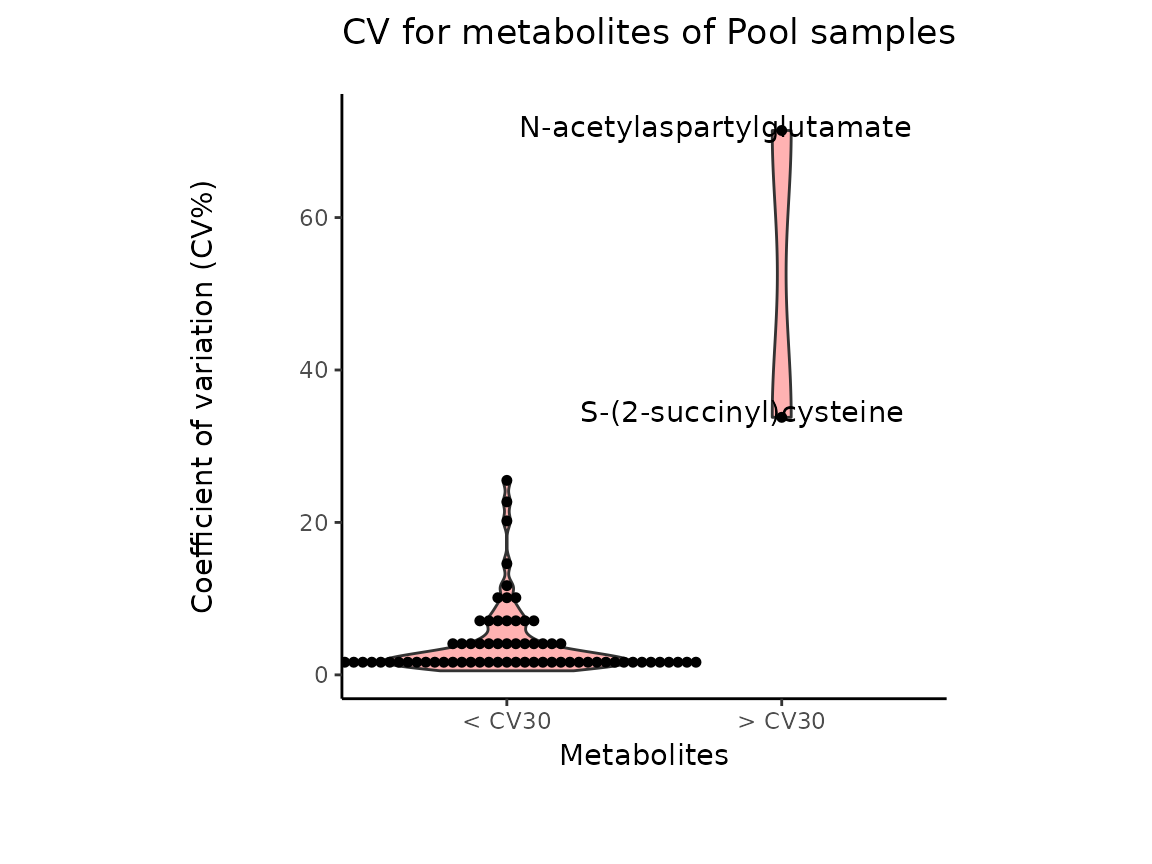 CV for metabolites of Pool samples
Coefficient of variation (CV%)
60
40
20
0
N-acetylaspartylglutamate
S-(2-succinyl)cysteine
< CV30
> CV30
Metabolites